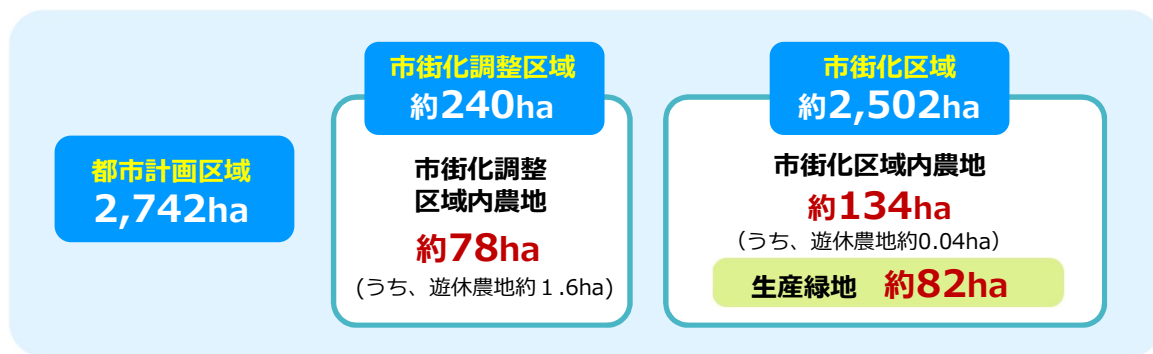 都市計画区域
2,742ha
市街化調整区域
約240ha
市街化調整
区域内農地
約78ha
(うち、遊休農地約１.6ha)
市街化区域
約2,502ha
市街化区域内農地
約134ha
（うち、遊休農地約0.04ha）
生産緑地　約82ha